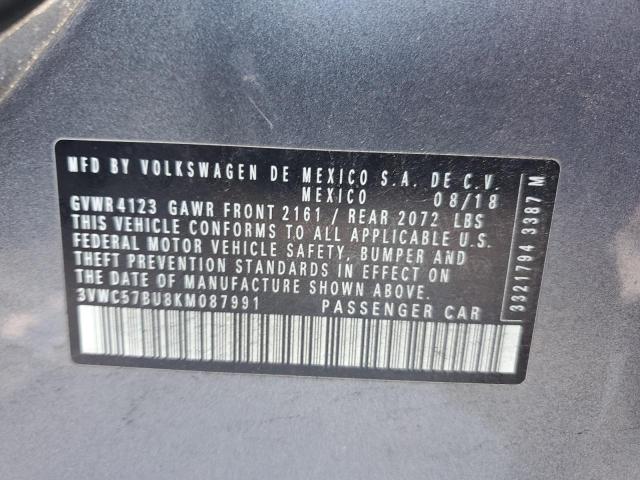 MFD BY VOLKSWAGEN DE MEXICO S.A. DE C.V.
MEXICO 08/18
GVWR4123 GAWR FRONT 2161 / REAR 2072 LBS
THIS VEHICLE CONFORMS TO ALL APPLICABLE U.S.
FEDERAL MOTOR VEHICLE SAFETY, BUMPER AND
THEFT PREVENTION STANDARDS IN EFFECT ON
THE DATE OF MANUFACTURE SHOWN ABOVE.
3VWC57BU8KM087991 PASSENGER CAR
3321794 3387 M